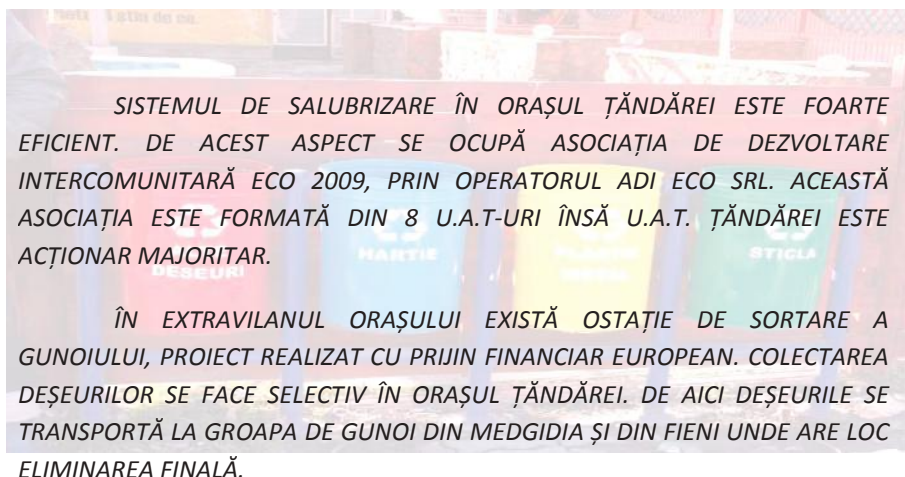 SISTEMUL DE SALUBRIZARE ÎN ORAȘUL ȚĂNDĂREI ESTE FOARTE
EFICIENT. DE ACEST ASPECT SE OCUPĂ ASOCIAȚIA DE DEZVOLTARE
INTERCOMUNITARĂ ECO 2009, PRIN OPERATORUL ADI ECO SRL. ACEASTĂ
ASOCIAȚIA ESTE FORMATĂ DIN 8 U.A.T-URI ÎNSĂ U.A.T. ȚĂNDĂREI ESTE
ACȚIONAR MAJORITAR.
DESEURI
HARTIE
STICLA
ÎN EXTRAVILANUL ORAȘULUI EXISTĂ OSTAȚIE DE SORTARE A
GUNOIULUI, PROIECT REALIZAT CU PRIJIN FINANCIAR EUROPEAN. COLECTAREA
DEȘEURILOR SE FACE SELECTIV ÎN ORAȘUL ȚĂNDĂREI. DE AICI DEȘEURILE SE
TRANSPORTĂ LA GROAPA DE GUNOI DIN MEDGIDIA ȘI DIN FIENI UNDE ARE LOC
ELIMINAREA FINALĂ.